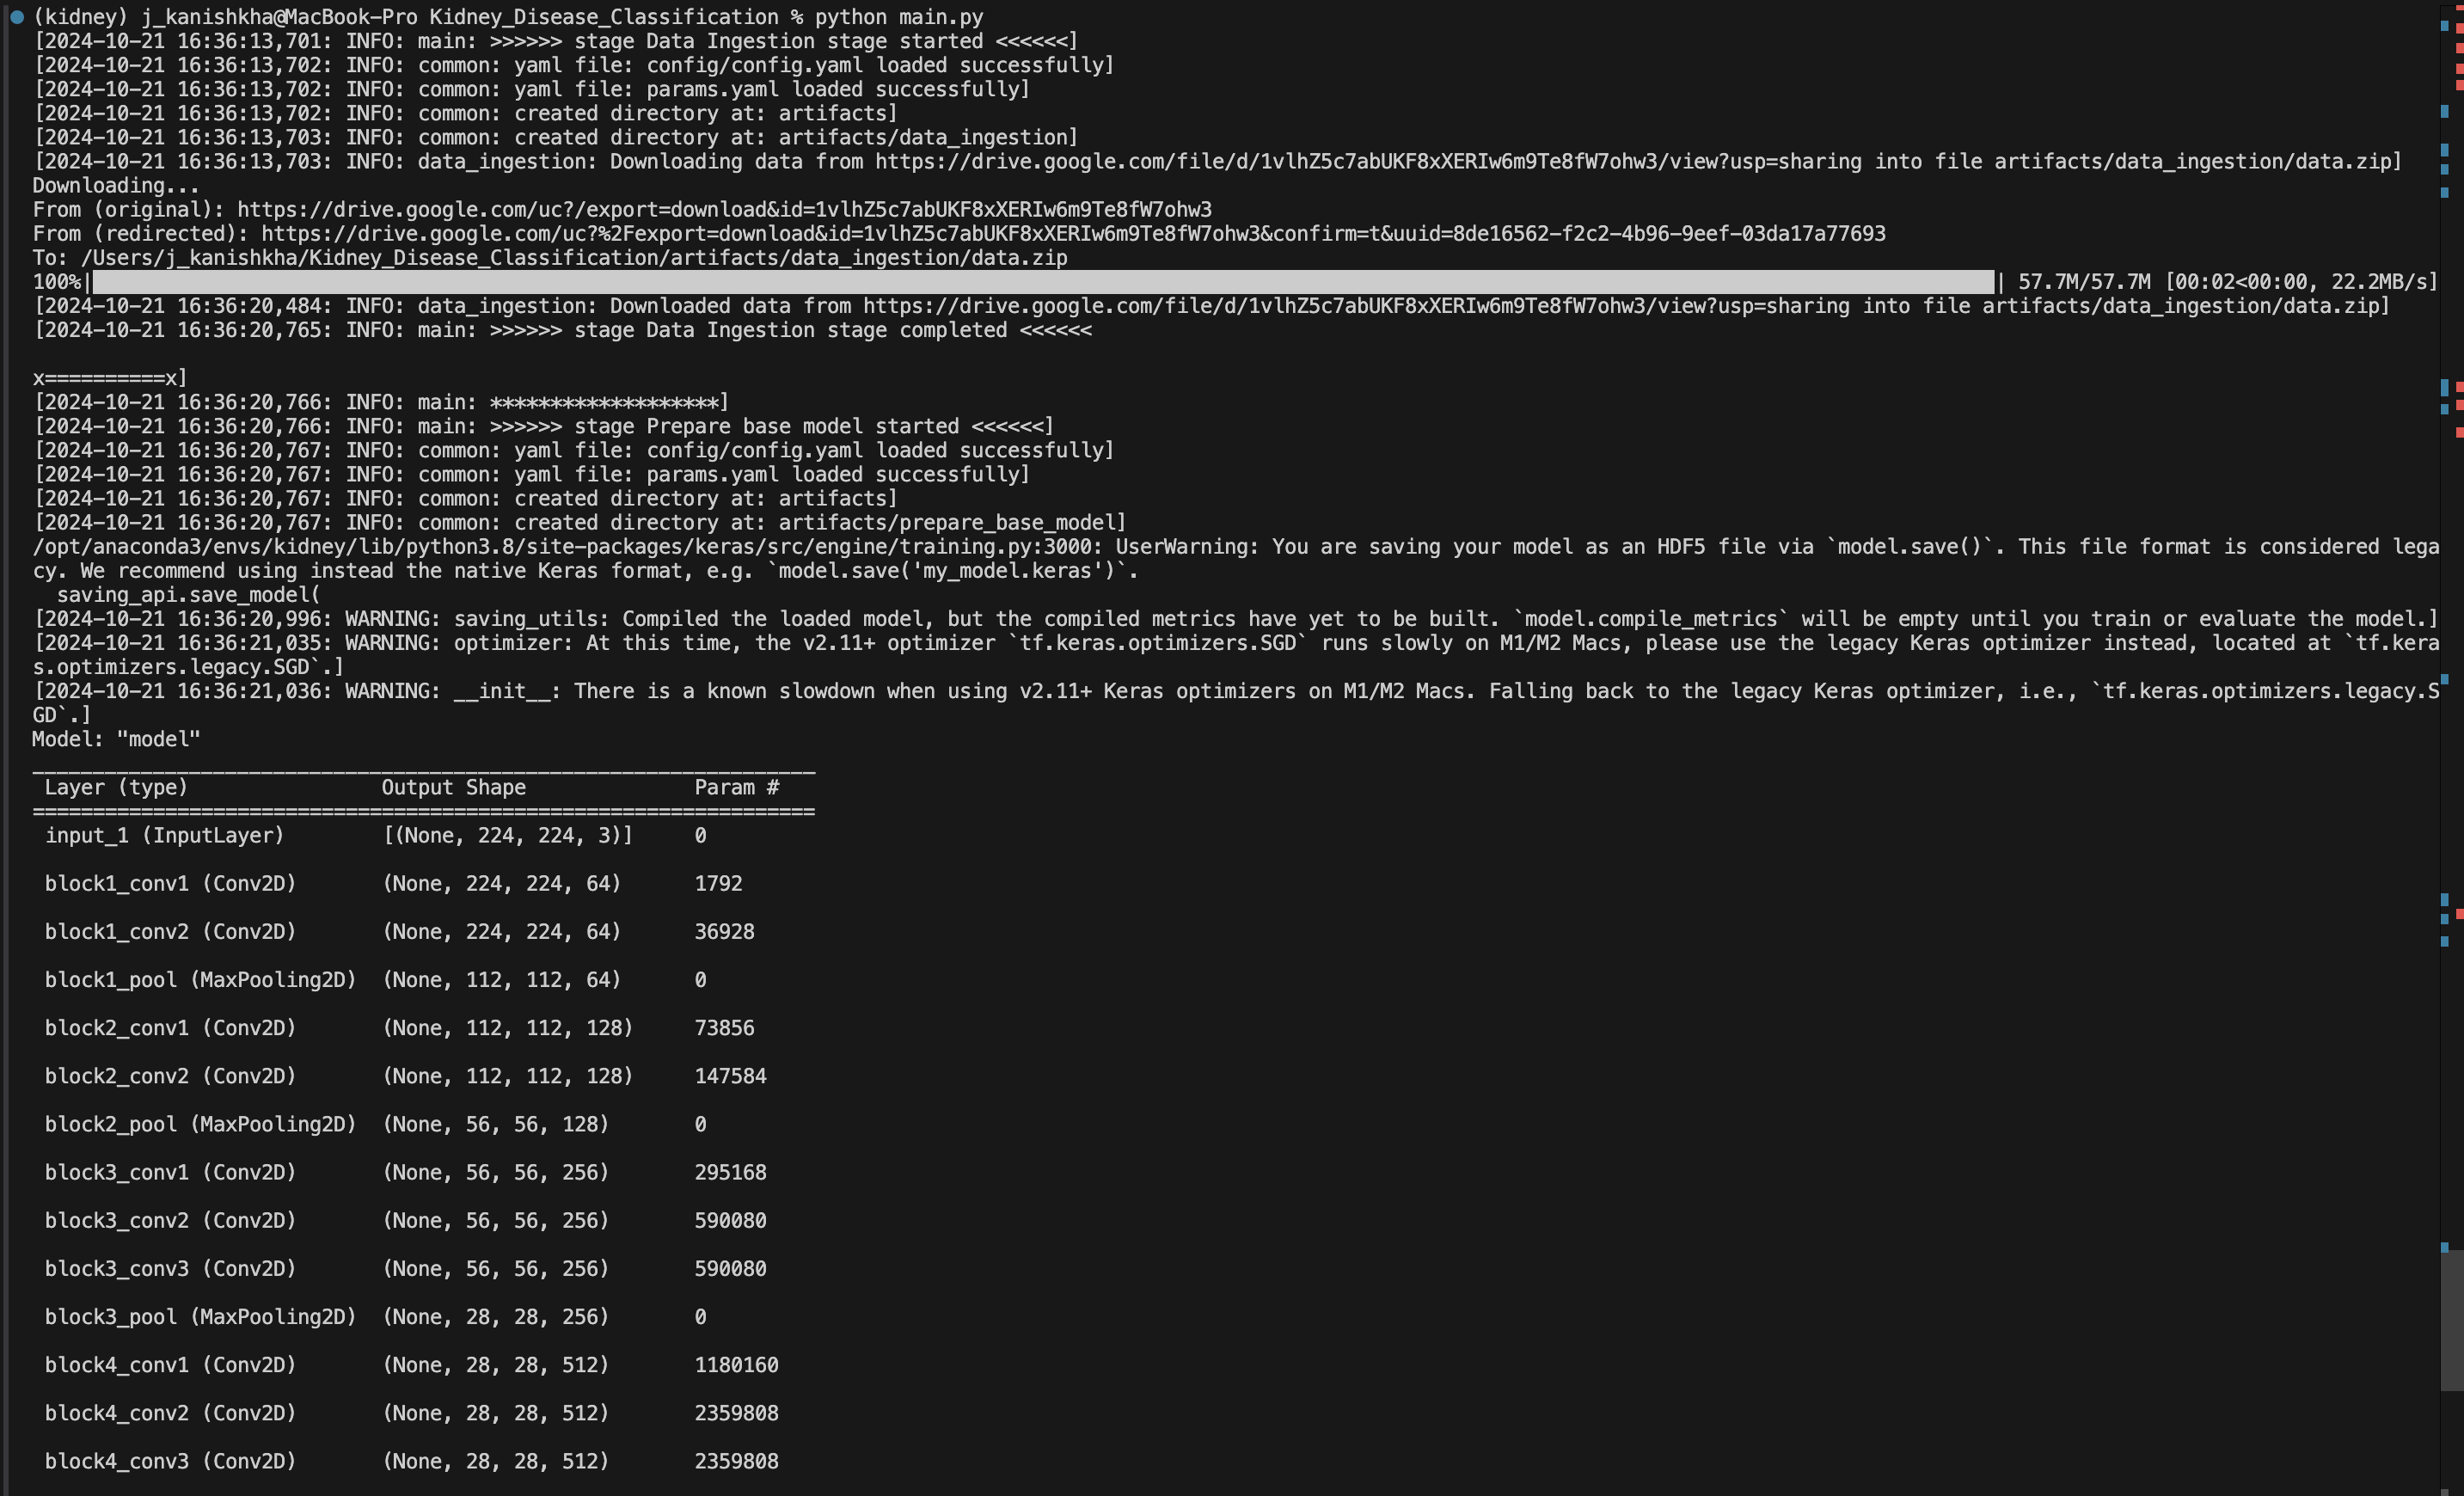 (kidney) j_kanishkha@MacBook-Pro Kidney_Disease_Classification % python main.py
[2024-10-21 16:36:13,701: INFO: main: >>>>>> stage Data Ingestion stage started <<<<<<]
[2024-10-21 16:36:13,702: INFO: common: yaml file: config/config.yaml loaded successfully]
[2024-10-21 16:36:13,702: INFO: common: yaml file: params.yaml loaded successfully]
[2024-10-21 16:36:13,702: INFO: common: created directory at: artifacts]
[2024-10-21 16:36:13,703: INFO: common: created directory at: artifacts/data_ingestion]
[2024-10-21 16:36:13,703: INFO: data_ingestion: Downloading data from https://drive.google.com/file/d/1vlhZ5c7abUKF8xXERIw6m9Te8fW7ohw3/view?usp=sharing into file artifacts/data_ingestion/data.zip]
Downloading...
From (original): https://drive.google.com/uc?/export=download&id=1vlhZ5c7abUKF8xXERIw6m9Te8fW7ohw3
From (redirected): https://drive.google.com/uc?%2Fexport=download&id=1vlhZ5c7abUKF8xXERIw6m9Te8fW7ohw3&confirm=t&uuid=8de16562-f2c2-4b96-9eef-03da17a77693
To: /Users/j_kanishkha/Kidney_Disease_Classification/artifacts/data_ingestion/data.zip
100%| | 57.7M/57.7M [00:02<00:00, 22.2MB/s]
[2024-10-21 16:36:20,484: INFO: data_ingestion: Downloaded data from https://drive.google.com/file/d/1vlhZ5c7abUKF8xXERIw6m9Te8fW7ohw3/view?usp=sharing into file artifacts/data_ingestion/data.zip]
[2024-10-21 16:36:20,765: INFO: main: >>>>>> stage Data Ingestion stage completed <<<<<<
x==========x]
[2024-10-21 16:36:20,766: INFO: main: *******************]
[2024-10-21 16:36:20,766: INFO: main: >>>>>> stage Prepare base model started <<<<<<]
[2024-10-21 16:36:20,767: INFO: common: yaml file: config/config.yaml loaded successfully]
[2024-10-21 16:36:20,767: INFO: common: yaml file: params.yaml loaded successfully]
[2024-10-21 16:36:20,767: INFO: common: created directory at: artifacts]
[2024-10-21 16:36:20,767: INFO: common: created directory at: artifacts/prepare_base_model]
/opt/anaconda3/envs/kidney/lib/python3.8/site-packages/keras/src/engine/training.py:3000: UserWarning: You are saving your model as an HDF5 file via `model.save()`. This file format is considered lega
cy. We recommend using instead the native Keras format, e.g. `model.save('my_model.keras')`.
saving_api.save_model(
[2024-10-21 16:36:20,996: WARNING: saving_utils: Compiled the loaded model, but the compiled metrics have yet to be built. `model.compile_metrics` will be empty until you train or evaluate the model.]
[2024-10-21 16:36:21,035: WARNING: optimizer: At this time, the v2.11+ optimizer `tf.keras.optimizers.SGD` runs slowly on M1/M2 Macs, please use the legacy Keras optimizer instead, located at `tf.kera
s.optimizers.legacy.SGD`.]
[2024-10-21 16:36:21,036: WARNING: __init__: There is a known slowdown when using v2.11+ Keras optimizers on M1/M2 Macs. Falling back to the legacy Keras optimizer, i.e., `tf.keras.optimizers.legacy.S
GD`.]
Model: "model"
_________________________________________________________________
Layer (type) Output Shape Param #
=================================================================
input_1 (InputLayer) [(None, 224, 224, 3)] 0
block1_conv1 (Conv2D) (None, 224, 224, 64) 1792
block1_conv2 (Conv2D) (None, 224, 224, 64) 36928
block1_pool (MaxPooling2D) (None, 112, 112, 64) 0
block2_conv1 (Conv2D) (None, 112, 112, 128) 73856
block2_conv2 (Conv2D) (None, 112, 112, 128) 147584
block2_pool (MaxPooling2D) (None, 56, 56, 128) 0
block3_conv1 (Conv2D) (None, 56, 56, 256) 295168
block3_conv2 (Conv2D) (None, 56, 56, 256) 590080
block3_conv3 (Conv2D) (None, 56, 56, 256) 590080
block3_pool (MaxPooling2D) (None, 28, 28, 256) 0
block4_conv1 (Conv2D) (None, 28, 28, 512) 1180160
block4_conv2 (Conv2D) (None, 28, 28, 512) 2359808
block4_conv3 (Conv2D) (None, 28, 28, 512) 2359808